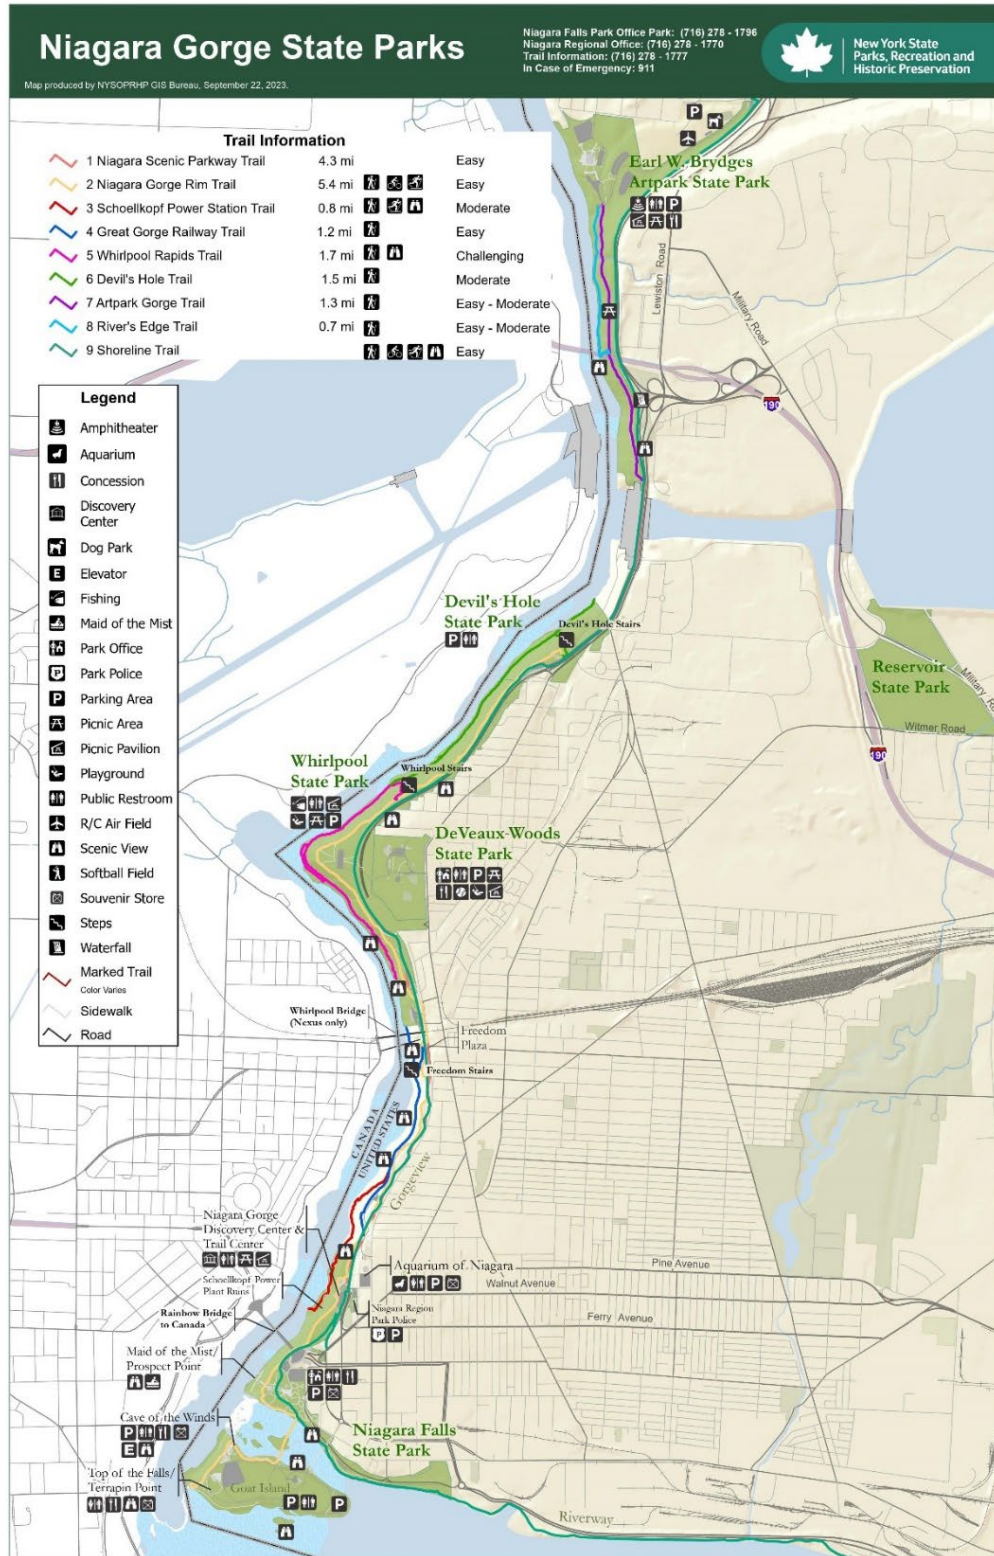 Niagara Gorge State Parks
Map produced by NYSOPRHP GIS Bureau, September 22, 2023.
Niagara Falls Park Office Park: (716) 278 - 1796
Niagara Regional Office: (716) 278 - 1770
Trail Information: (716) 278 - 1777
In Case of Emergency: 911
New York State
Parks, Recreation and
Historic Preservation
Trail Information
1 Niagara Scenic Parkway Trail 4.3 mi Easy
2 Niagara Gorge Rim Trail 5.4 mi Easy
3 Schoellkopf Power Station Trail 0.8 mi Moderate
4 Great Gorge Railway Trail 1.2 mi Easy
5 Whirlpool Rapids Trail 1.7 mi Challenging
6 Devil's Hole Trail 1.5 mi Moderate
7 Artpark Gorge Trail 1.3 mi Easy - Moderate
8 River's Edge Trail 0.7 mi Easy - Moderate
9 Shoreline Trail Easy
Legend
Amphitheater
Aquarium
Concession
Discovery
Center
Dog Park
E Elevator
Fishing
Maid of the Mist
Park Office
P Park Police
P Parking Area
Picnic Area
Picnic Pavilion
Playground
Public Restroom
R/C Air Field
Scenic View
Softball Field
Souvenir Store
Steps
Waterfall
Marked Trail
Color Varies
Sidewalk
Road
P
Earl W. Brydges
Artpark State Park
P
Lewiston Road
Military Road
190
Devil's Hole
State Park
P
Devil's Hole Stairs
Reservoir
State Park
Military
Witmer Road
190
Whirlpool
State Park
P
Whirlpool Stairs
DeVeaux Woods
State Park
P
Whirlpool Bridge
(Nexus only)
Freedom
Plaza
Freedom Stairs
CANADA
UNITED STATES
Gorgeview
Niagara Gorge
Discovery Center &
Trail Center
Schoellkopf Power
Plant Ruins
Aquarium of Niagara
P
Pine Avenue
Walnut Avenue
Rainbow Bridge
to Canada
Niagara Region
Park Police
P P
Ferry Avenue
Maid of the Mist/
Prospect Point
P
Cave of the Winds
P
E
Niagara Falls
State Park
Top of the Falls/
Terrapin Point
Goat Island
P P
Riverway